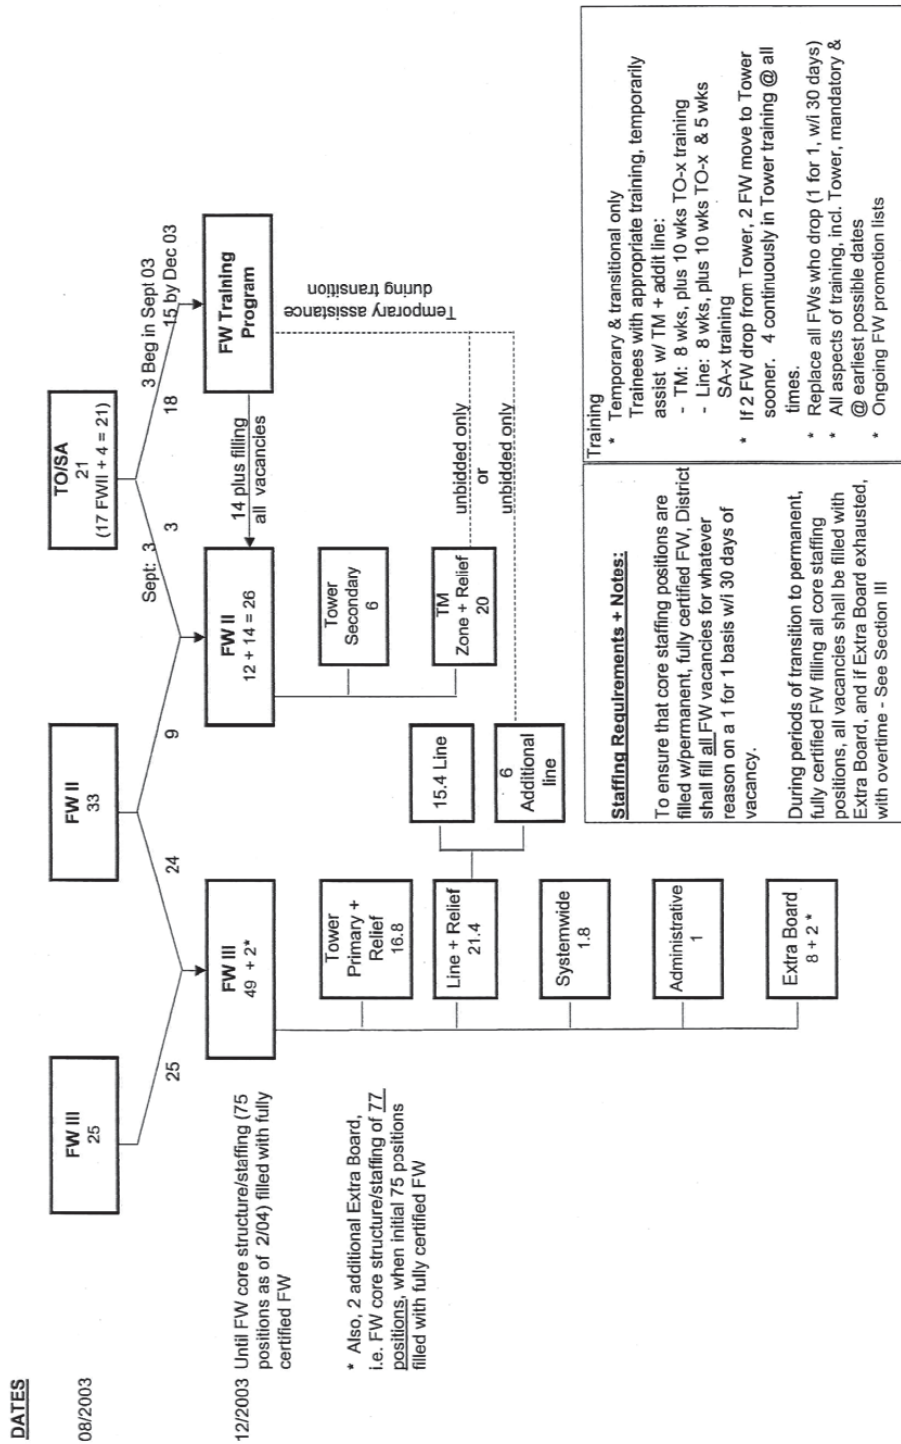 DATES
08/2003
FW III
25
FW II
33
TO/SA
21
(17 FWII + 4 = 21)
25
24
9
Sept: 3
3
18
3 Beg in Sept 03
15 by Dec 03
12/2003 Until FW core structure/staffing (75
positions as of 2/04) filled with fully
certified FW
FW III
49 + 2*
FW II
12 + 14 = 26
14 plus filling
all
vacancies
FW Training
Program
* Also, 2 additional Extra Board,
i.e. FW core structure/staffing of 77
positions, when initial 75 positions
filled with fully certified FW
Tower
Primary +
Relief
16.8
Line + Relief
21.4
Systemwide
1.8
Administrative
1
Extra Board
8 + 2 *
15.4 Line
6
Additional
line
Tower
Secondary
6
TM
Zone + Relief
20
unbidded only
or
unbidded only
Temporary assistance
during transition
Staffing Requirements + Notes:
To ensure that core staffing positions are
filled w/permanent, fully certified FW, District
shall fill all FW vacancies for whatever
reason on a 1 for 1 basis w/i 30 days of
vacancy.
During periods of transition to permanent,
fully certified FW filling all core staffing
positions, all vacancies shall be filled with
Extra Board, and if Extra Board exhausted,
with overtime - See Section III
Training
* Temporary & transitional only
Trainees with appropriate training, temporarily
assist w/ TM + addit line:
- TM: 8 wks, plus 10 wks TO-x training
- Line: 8 wks, plus 10 wks TO-x & 5 wks
SA-x training
* If 2 FW drop from Tower, 2 FW move to Tower
sooner. 4 continuously in Tower training @ all
times.
* Replace all FWs who drop (1 for 1, w/i 30 days)
* All aspects of training, incl. Tower, mandatory &
@ earliest possible dates
* Ongoing FW promotion lists